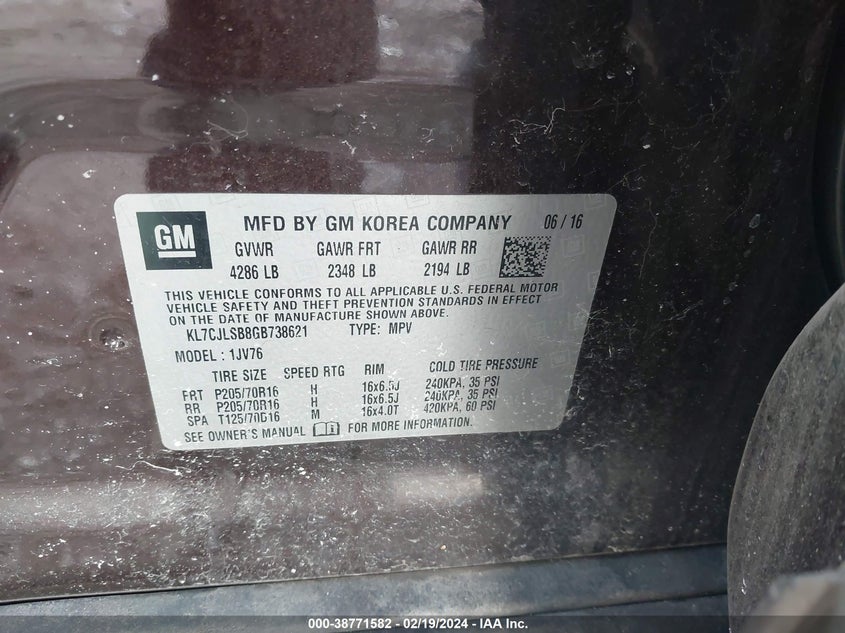 GM
MFD BY GM KOREA COMPANY 06 / 16
GVWR GAWR FRT GAWR RR
4286 LB 2348 LB 2194 LB
THIS VEHICLE CONFORMS TO ALL APPLICABLE U.S. FEDERAL MOTOR
VEHICLE SAFETY AND THEFT PREVENTION STANDARDS IN EFFECT
ON THE DATE OF MANUFACTURE SHOWN ABOVE.
KL7CJLSB8GB738621 TYPE: MPV
MODEL : 1JV76
TIRE SIZE SPEED RTG RIM COLD TIRE PRESSURE
FRT P205/70R16 H 16x6.5J 240KPA, 35 PSI
RR P205/70R16 H 16x6.5J 240KPA, 35 PSI
SPA T125/70D16 M 16x4.0T 420KPA, 60 PSI
SEE OWNER'S MANUAL FOR MORE INFORMATION.
000-38771582 - 02/19/2024 - IAA Inc.